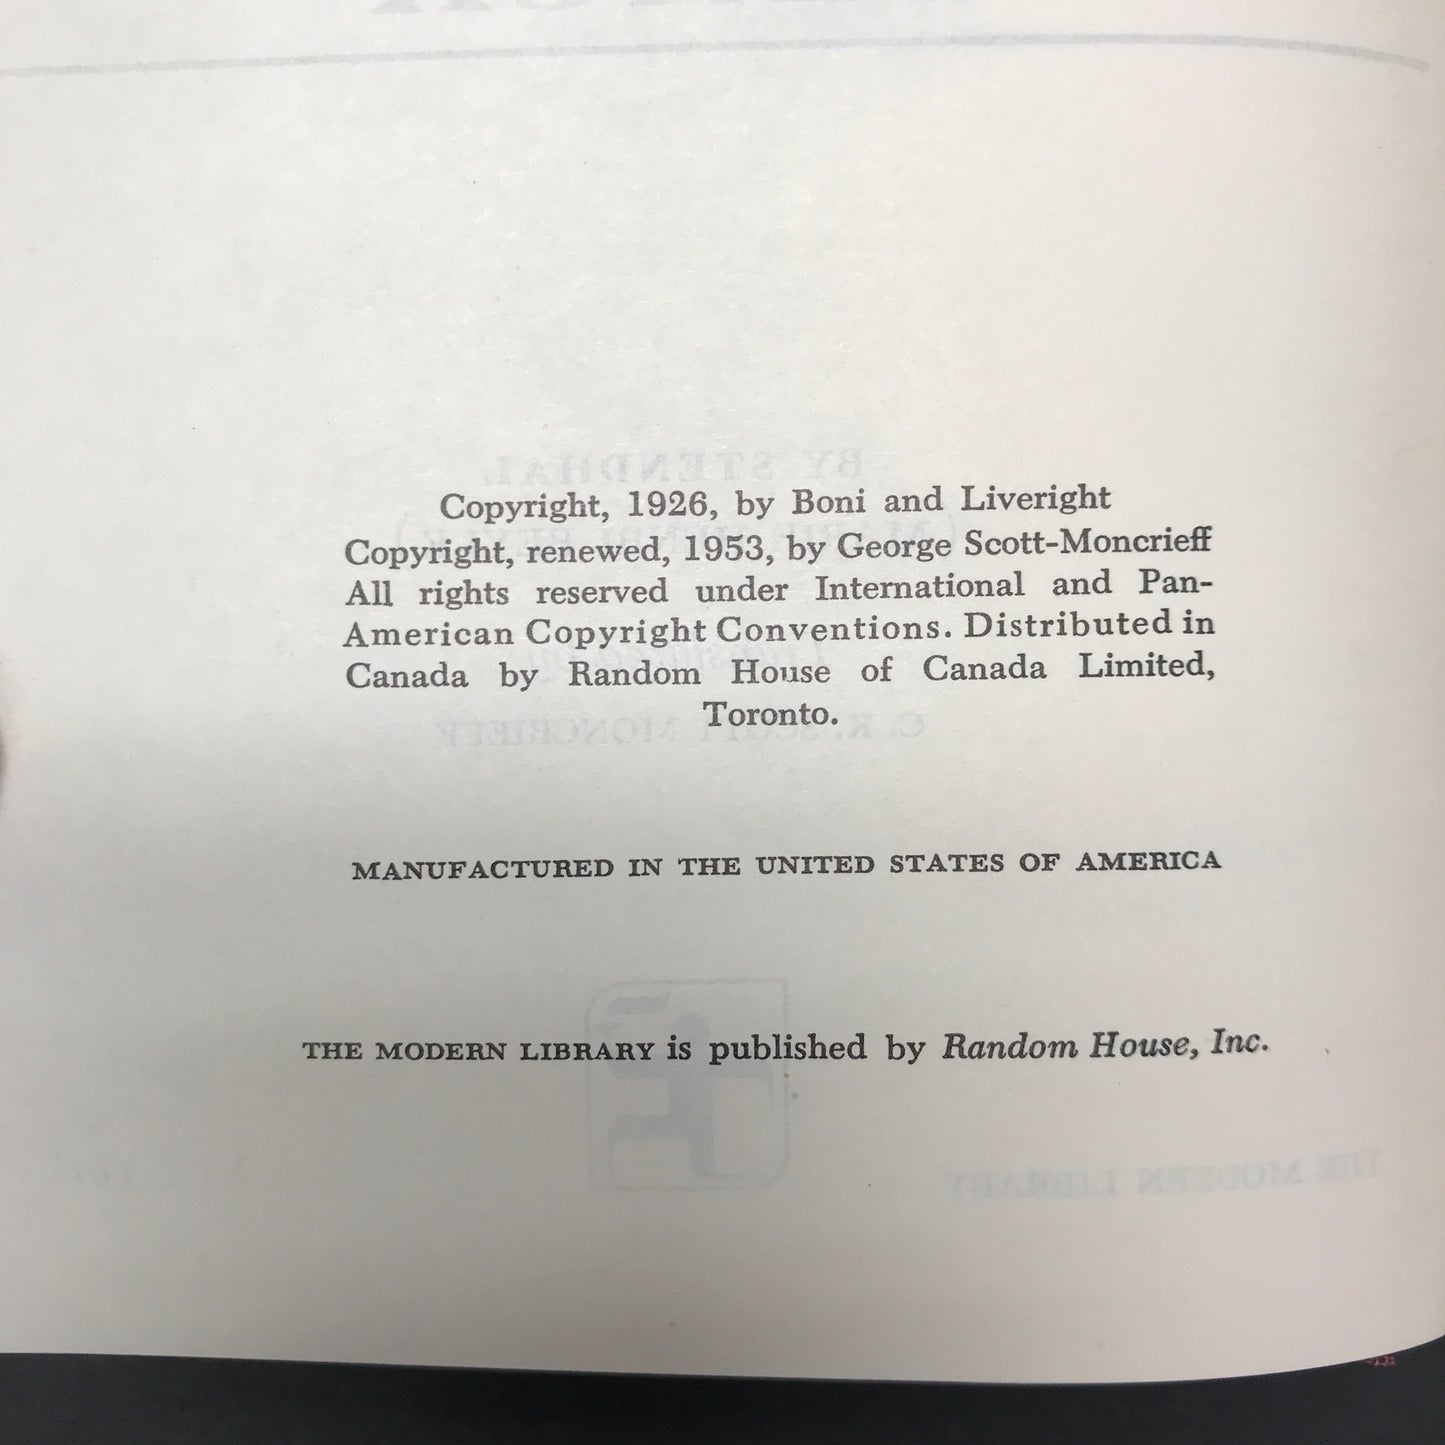 Copyright, 1926, by Boni and Liveright
Copyright, renewed, 1953, by George Scott-Moncrieff
All rights reserved under International and Pan-
American Copyright Conventions. Distributed in
Canada by Random House of Canada Limited,
Toronto.
MANUFACTURED IN THE UNITED STATES OF AMERICA
THE MODERN LIBRARY is published by Random House, Inc.